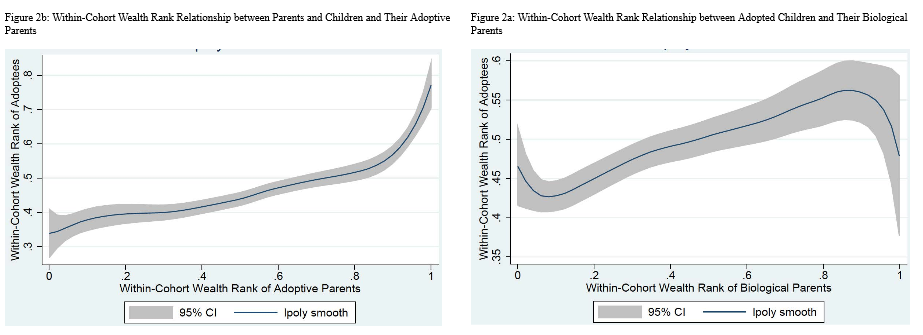 Figure 2b: Within-Cohort Wealth Rank Relationship between Parents and Children and Their Adoptive
Parents
Within-Cohort Wealth Rank of Adoptees
.8
.7
.6
.5
.4
.3
0
.2
.4
.6
.8
1
Within-Cohort Wealth Rank of Adoptive Parents
95% CI
lpoly smooth
Figure 2a: Within-Cohort Wealth Rank Relationship between Adopted Children and Their Biological
Parents
Within-Cohort Wealth Rank of Adoptees
.6
.55
.5
.45
.4
.35
0
.2
.4
.6
.8
1
Within-Cohort Wealth Rank of Biological Parents
95% CI
lpoly smooth